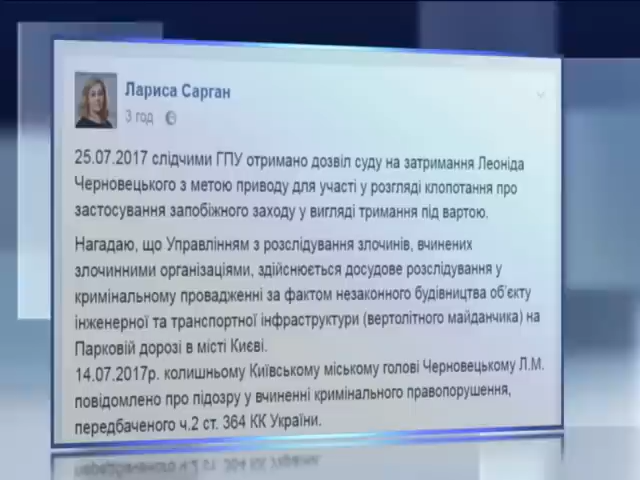 Лариса Сарган
3 год
25.07.2017 слідчими ГПУ отримано дозвіл суду на затримання Леоніда
Черновецького з метою приводу для участі у розгляді клопотання про
застосування запобіжного заходу у вигляді тримання під вартою.
Нагадаю, що Управлінням з розслідування злочинів, вчинених
злочинними організаціями, здійснюється досудове розслідування у
кримінальному провадженні за фактом незаконного будівництва об'єкту
інженерної та транспортної інфраструктури (вертолітного майданчика) на
Парковій дорозі в місті Києві.
14.07.2017р. колишньому Київському міському голові Черновецькому Л.М.
повідомлено про підозру у вчиненні кримінального правопорушення,
передбаченого ч.2 ст. 364 КК України.